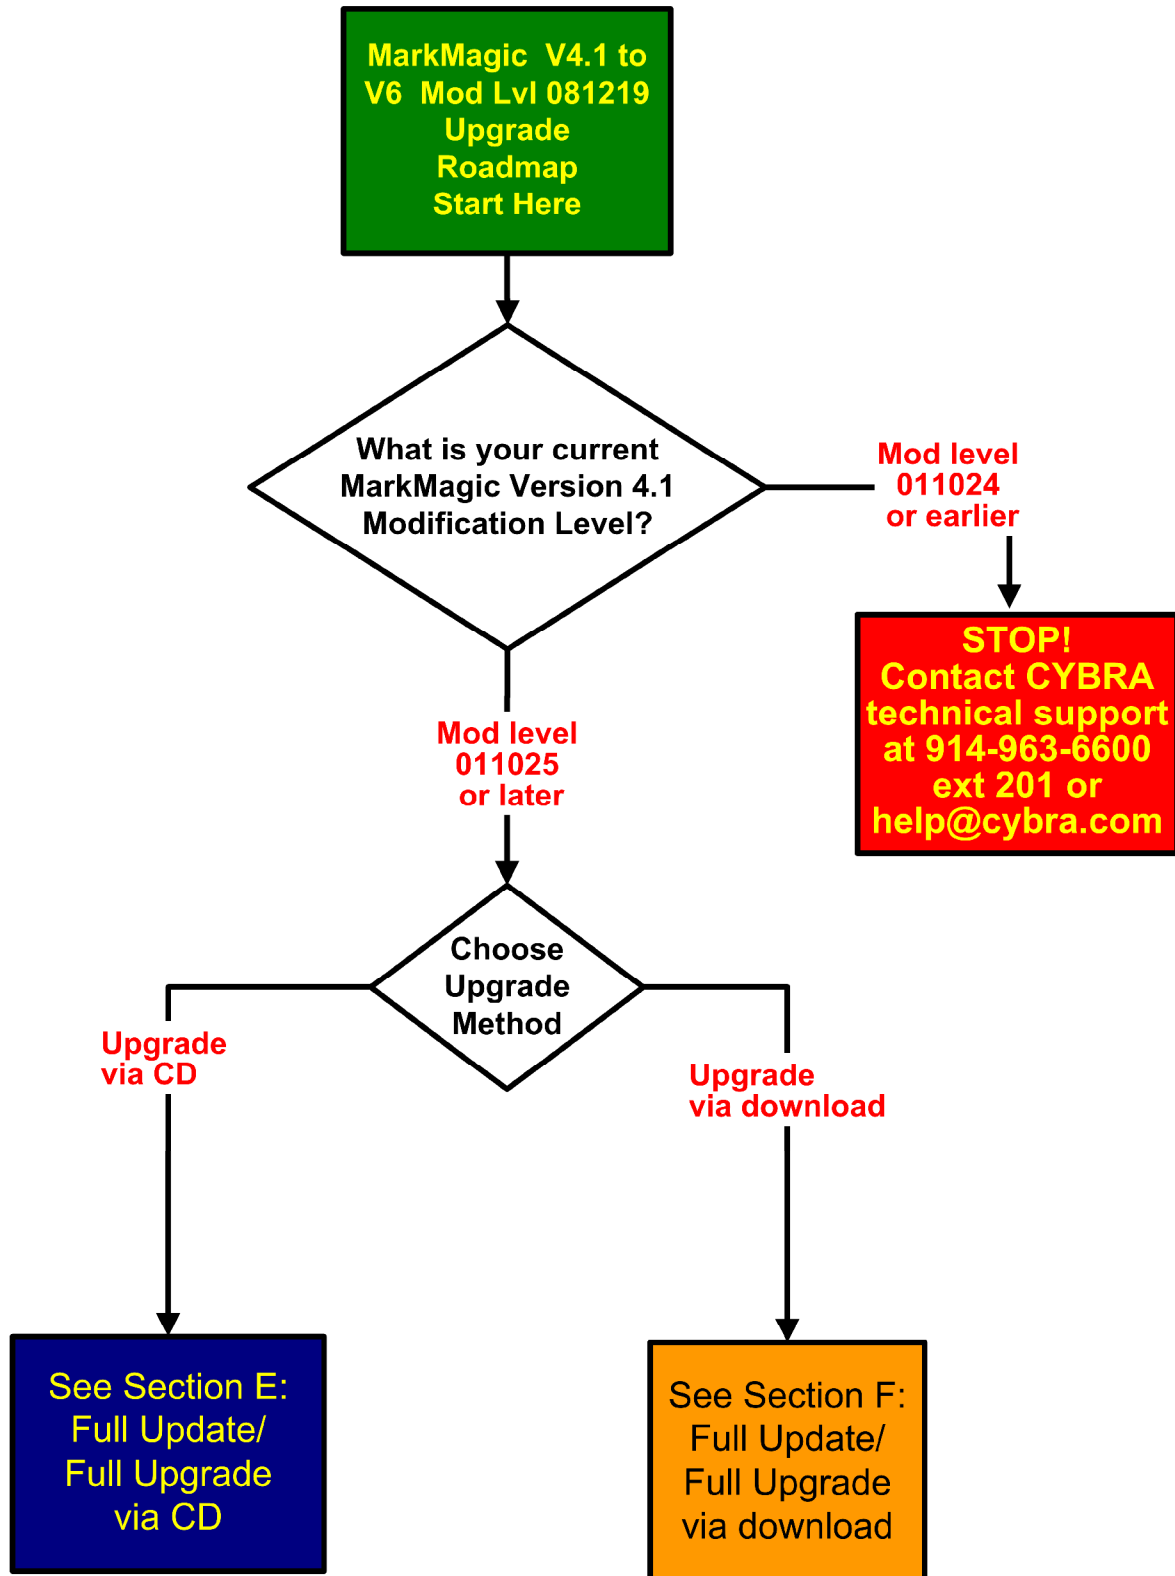 MarkMagic V4.1 to
V6 Mod Lvl 081219
Upgrade
Roadmap
Start Here
What is your current
MarkMagic Version 4.1
Modification Level?
Mod level
011024
or earlier
STOP!
Contact CYBRA
technical support
at 914-963-6600
ext 201 or
help@cybra.com
Mod level
011025
or later
Choose
Upgrade
Method
Upgrade
via CD
Upgrade
via download
See Section E:
Full Update/
Full Upgrade
via CD
See Section F:
Full Update/
Full Upgrade
via download